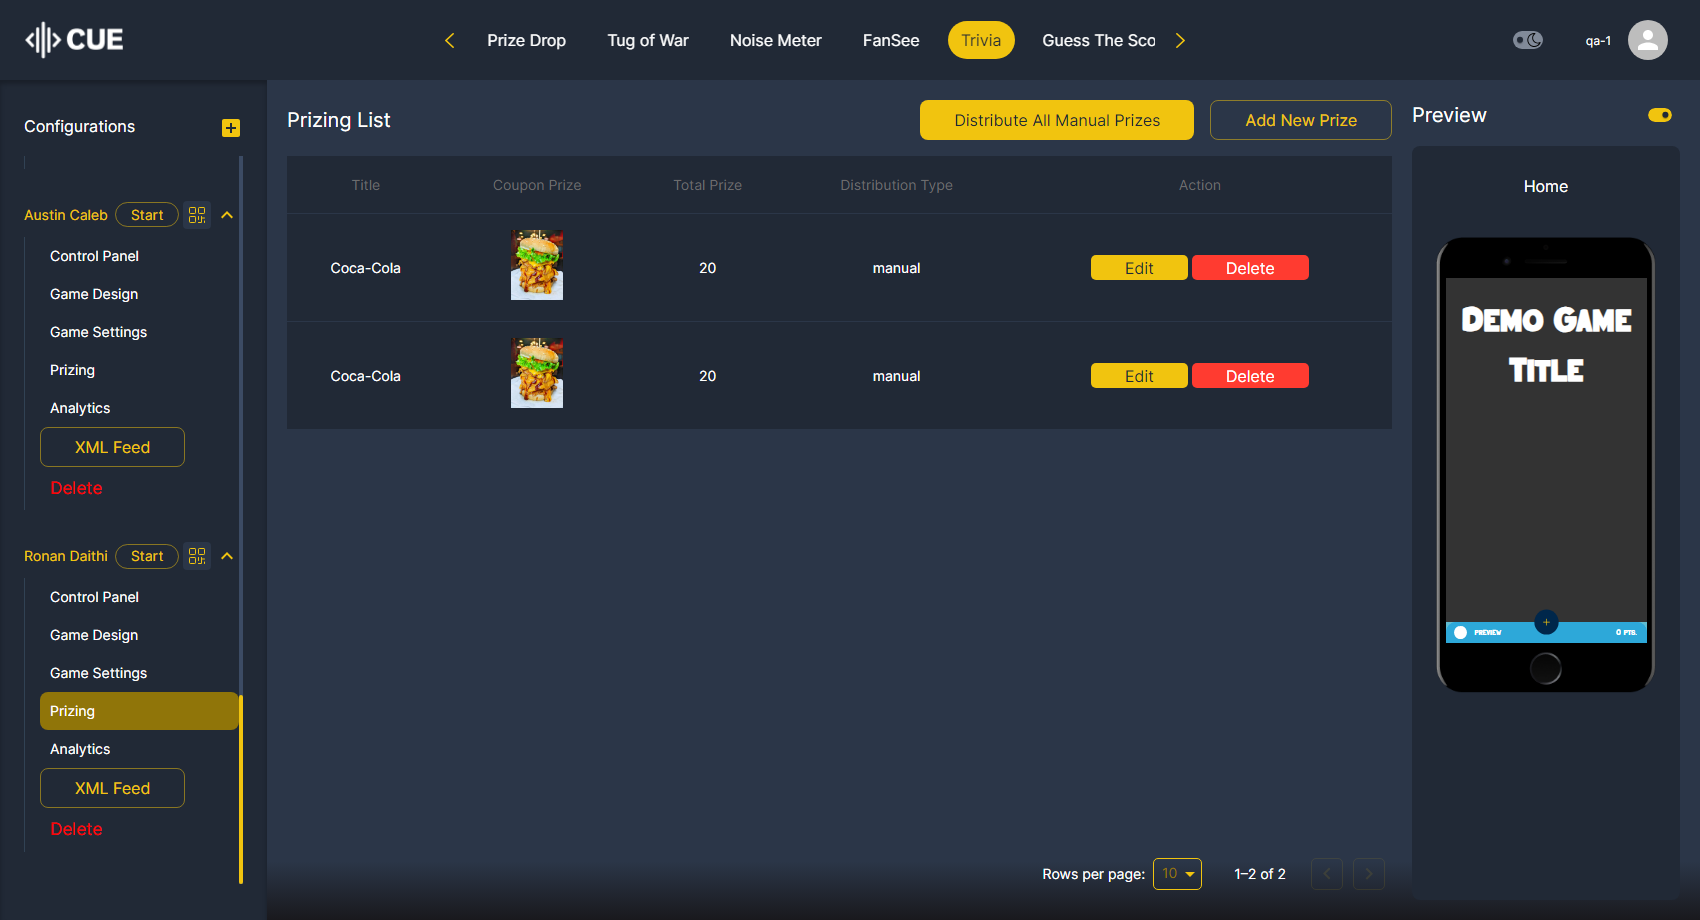 CUE
Prize Drop
Tug of War
Noise Meter
FanSee
Trivia
Guess The Sco
qa-1
Configurations
Austin Caleb
Start
Control Panel
Game Design
Game Settings
Prizing
Analytics
XML Feed
Delete
Ronan Daithi
Start
Control Panel
Game Design
Game Settings
Prizing
Analytics
XML Feed
Delete
Prizing List
Distribute All Manual Prizes
Add New Prize
Title
Coupon Prize
Total Prize
Distribution Type
Action
Coca-Cola
20
manual
Edit
Delete
Coca-Cola
20
manual
Edit
Delete
Rows per page:
10
1–2 of 2
Preview
Home
Demo Game
Title
PREVIEW
0 PTS.